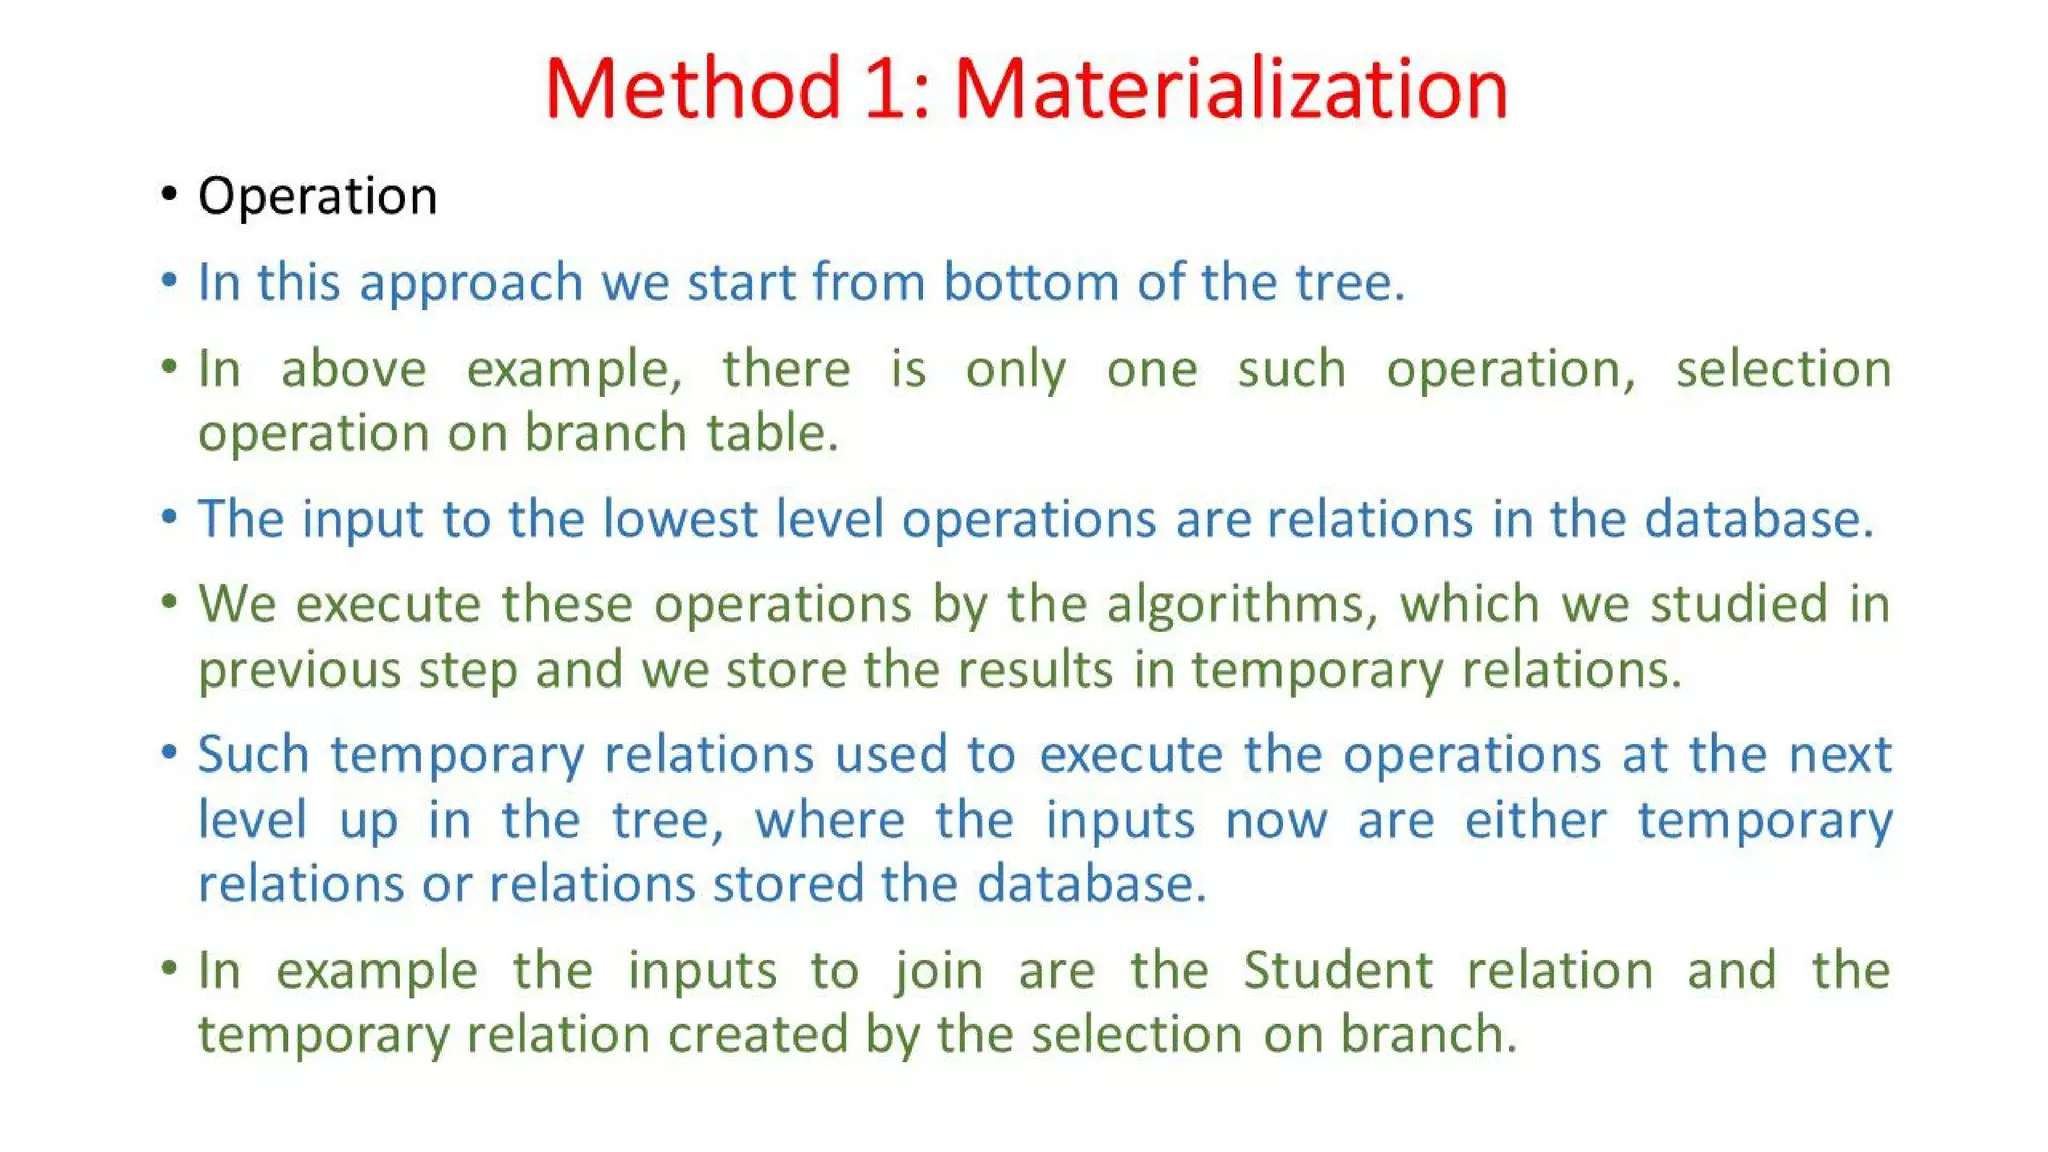 Method 1: Materialization
• Operation
• In this approach we start from bottom of the tree.
• In above example, there is only one such operation, selection
operation on branch table.
• The input to the lowest level operations are relations in the database.
• We execute these operations by the algorithms, which we studied in
previous step and we store the results in temporary relations.
• Such temporary relations used to execute the operations at the next
level up in the tree, where the inputs now are either temporary
relations or relations stored the database.
• In example the inputs to join are the Student relation and the
temporary relation created by the selection on branch.